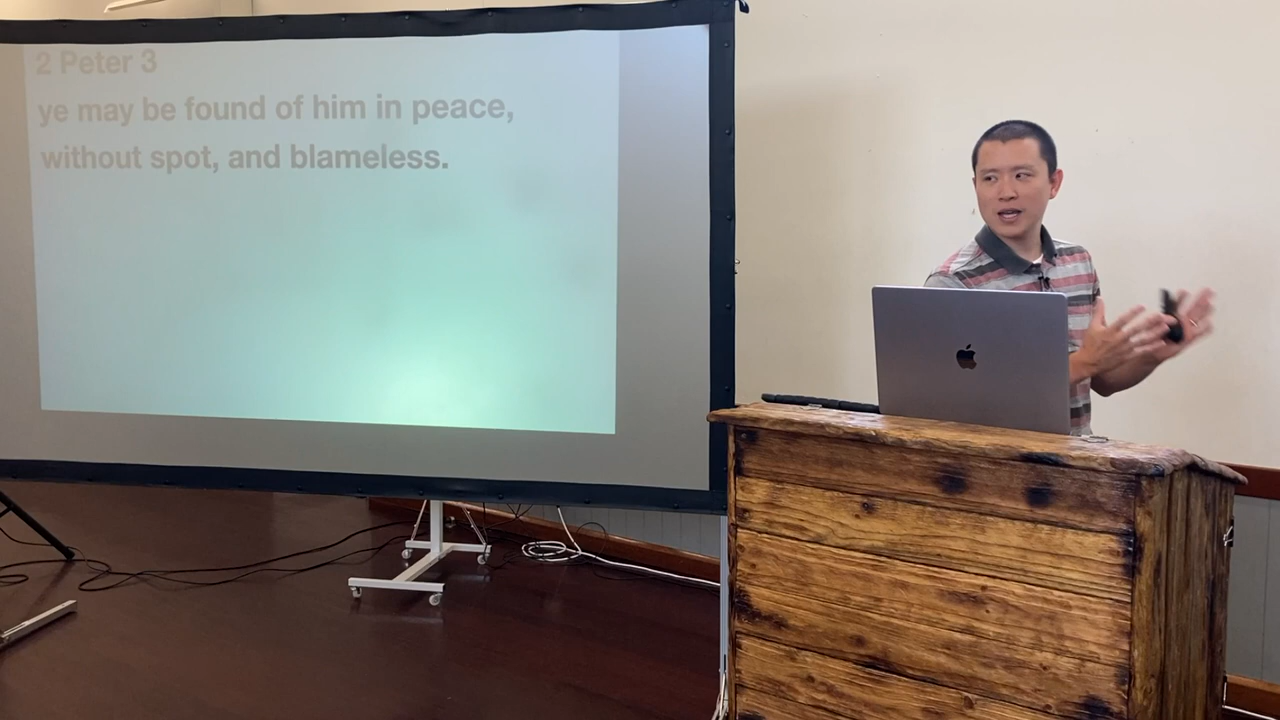 2 Peter 3
ye may be found of him in peace,
without spot, and blameless.